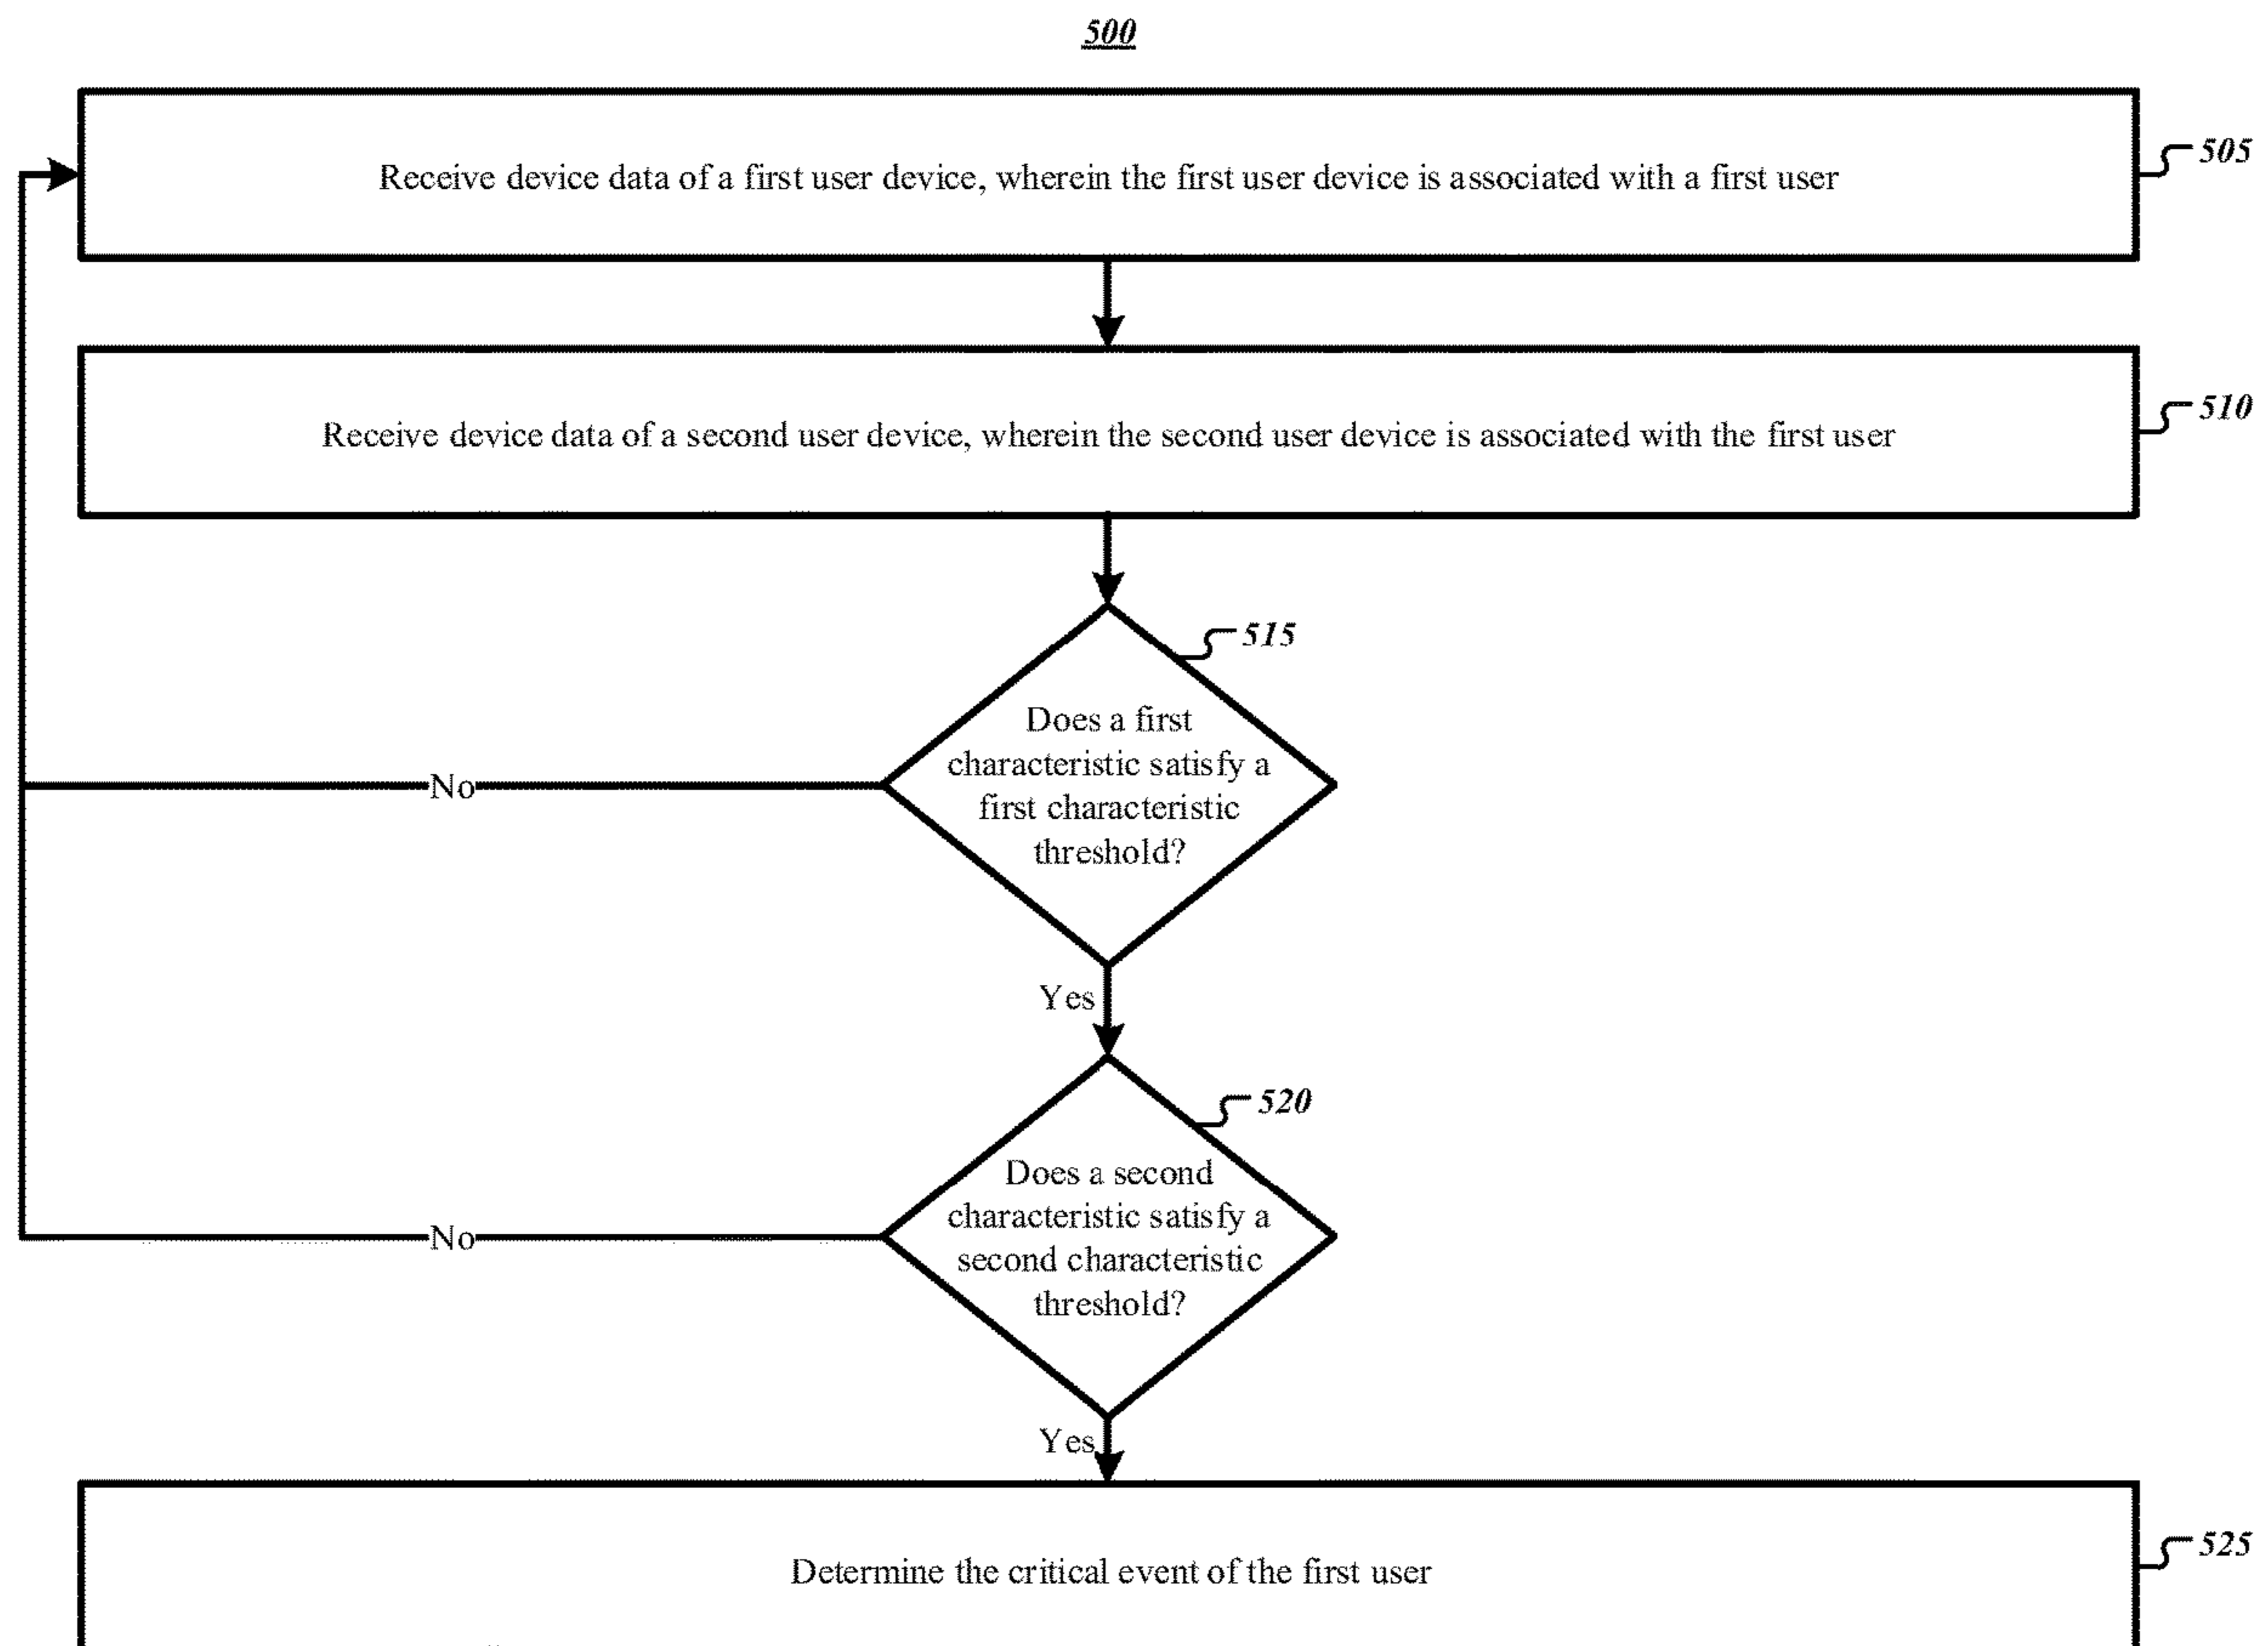 500
Receive device data of a first user device, wherein the first user device is associated with a first user
505
Receive device data of a second user device, wherein the second user device is associated with the first user
510
515
Does a first
characteristic satisfy a
first characteristic
threshold?
No
Yes
520
Does a second
characteristic satisfy a
second characteristic
threshold?
No
Yes
Determine the critical event of the first user
525